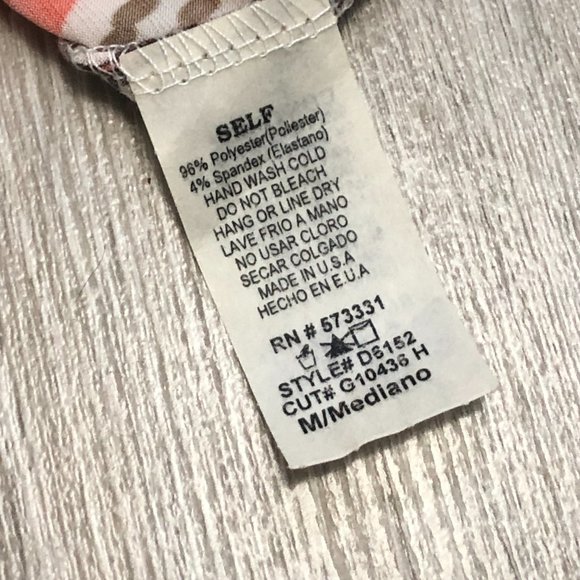 SELF
96% Polyester(Poliester)
4% Spandex (Elastano)
HAND WASH COLD
DO NOT BLEACH
HANG OR LINE DRY
LAVE FRIO A MANO
NO USAR CLORO
SECAR COLGADO
MADE IN U.S.A
HECHO EN E.U.A
RN # 573331
STYLE# D6152
CUT# G10436 H
M/Mediano